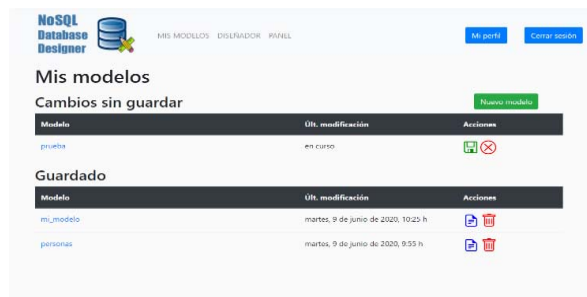 NoSQL
Database
Designer
MIS MODELOS DISEÑADOR PANEL
Mi perfil
Cerrar sesión
Mis modelos
Cambios sin guardar
Nuevo modelo
Modelo Últ. modificación Acciones
prueba en curso
Guardado
Modelo Últ. modificación Acciones
mi_modelo martes, 9 de junio de 2020, 10:25 h
personas martes, 9 de junio de 2020, 9:55 h